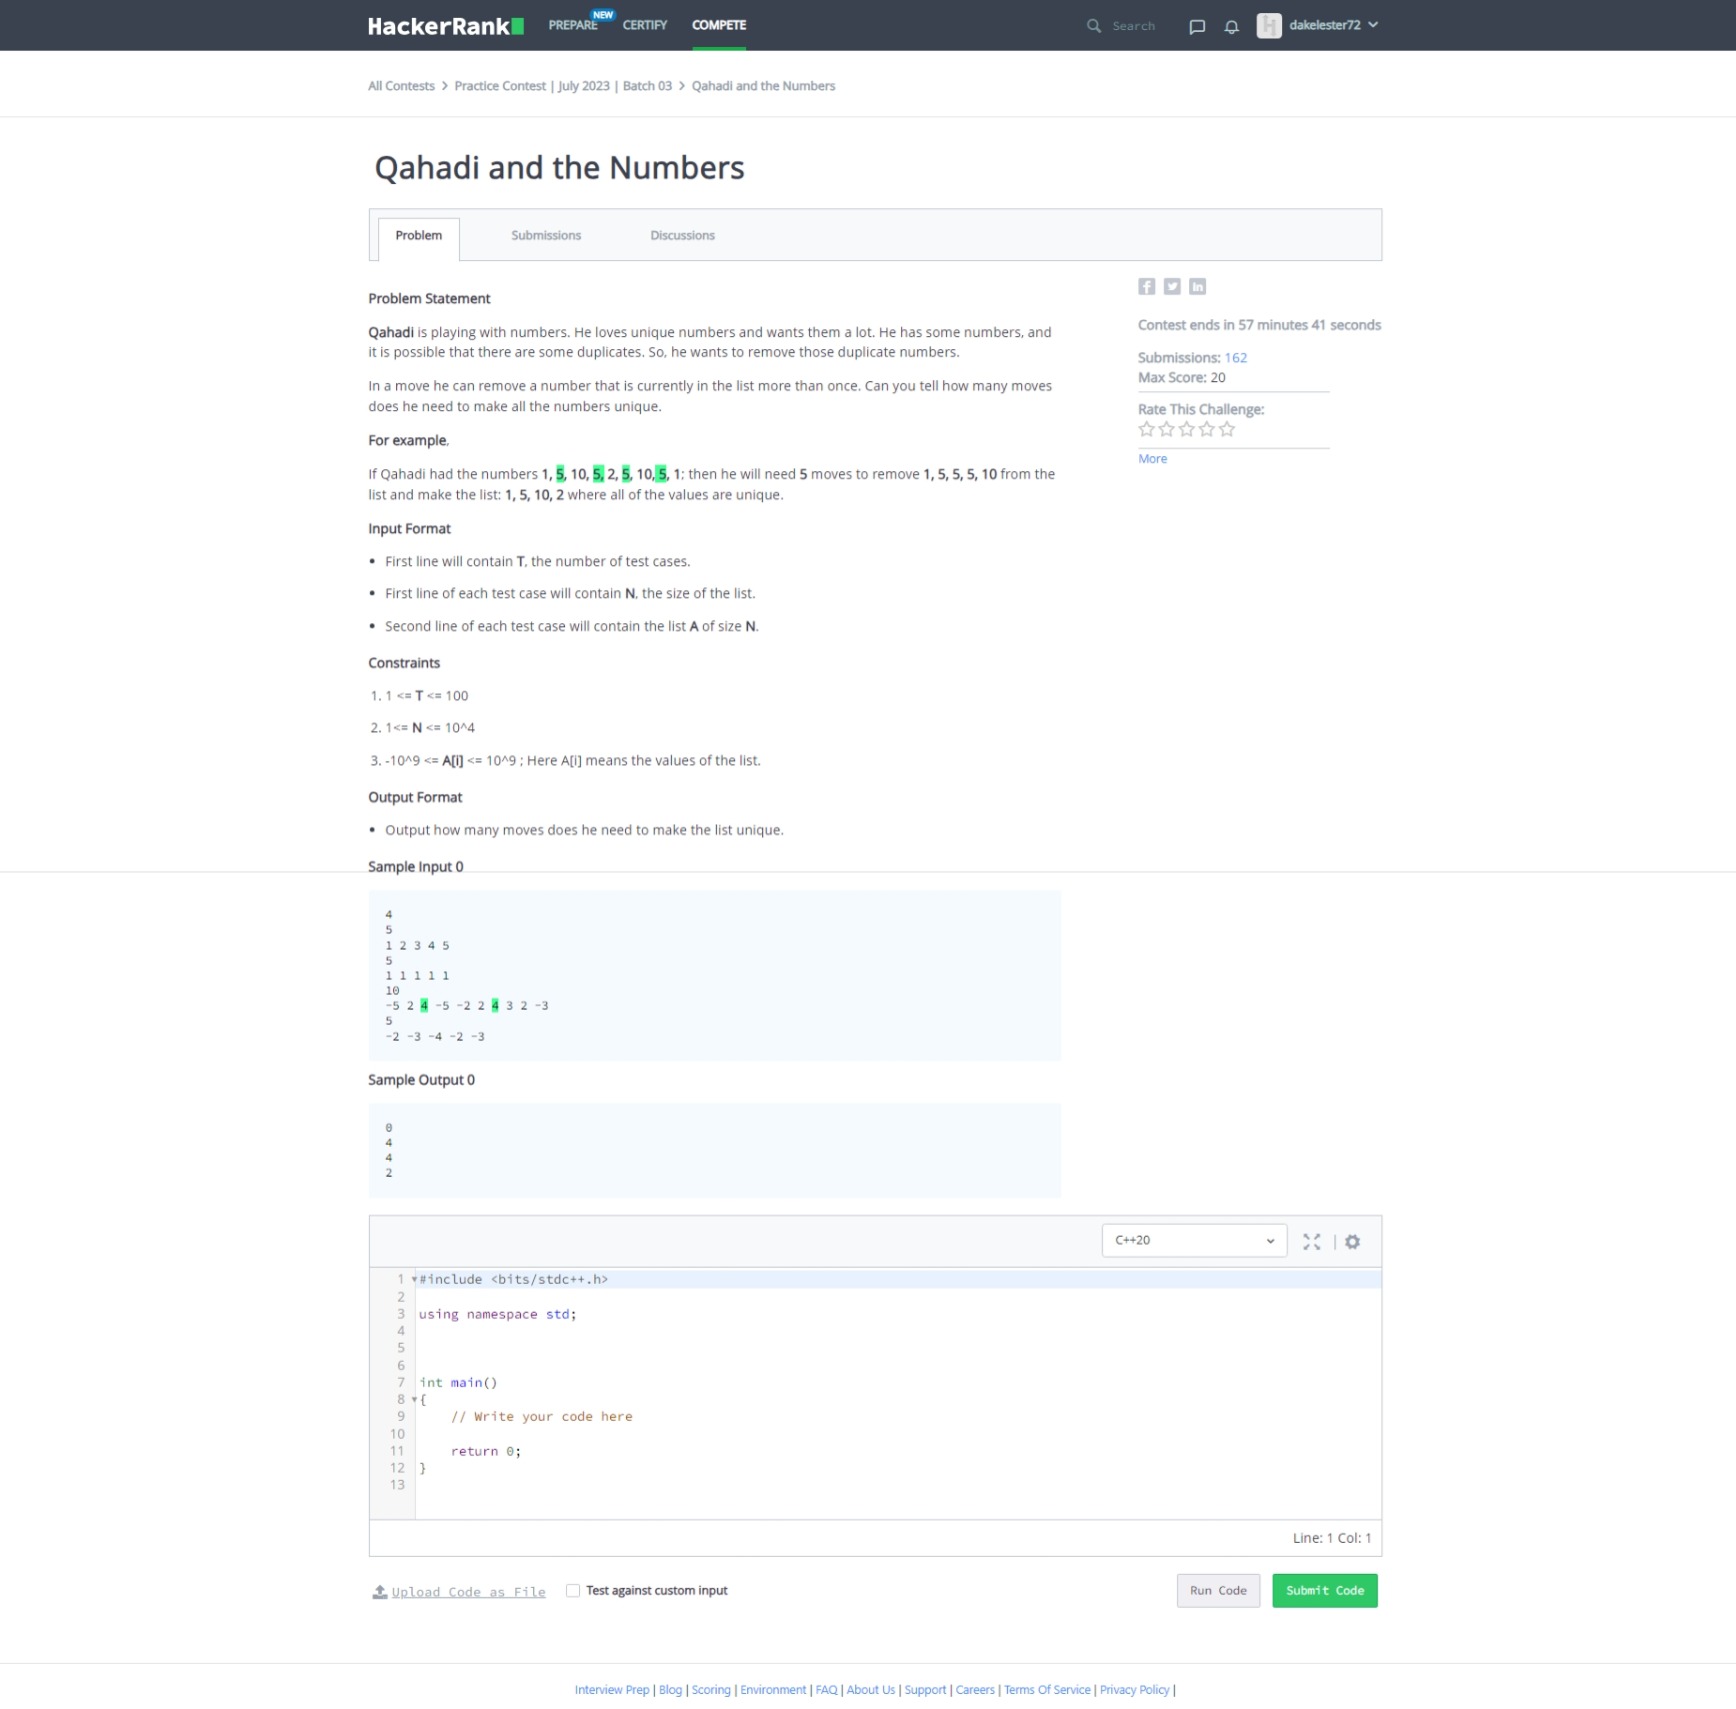 HackerRank PREPARE NEW CERTIFY COMPETE Search dakelester72
All Contests > Practice Contest | July 2023 | Batch 03 > Qahadi and the Numbers
Qahadi and the Numbers
Problem Submissions Discussions
Problem Statement
Qahadi is playing with numbers. He loves unique numbers and wants them a lot. He has some numbers, and
it is possible that there are some duplicates. So, he wants to remove those duplicate numbers.
In a move he can remove a number that is currently in the list more than once. Can you tell how many moves
does he need to make all the numbers unique.
For example,
If Qahadi had the numbers 1, 5, 10, 5, 2, 5, 10, 5, 1; then he will need 5 moves to remove 1, 5, 5, 5, 10 from the
list and make the list: 1, 5, 10, 2 where all of the values are unique.
Input Format
• First line will contain T, the number of test cases.
• First line of each test case will contain N, the size of the list.
• Second line of each test case will contain the list A of size N.
Constraints
1. 1 <= T <= 100
2. 1<= N <= 10^4
3. -10^9 <= A[i] <= 10^9 ; Here A[i] means the values of the list.
Output Format
• Output how many moves does he need to make the list unique.
Sample Input 0
4
5
1 2 3 4 5
5
1 1 1 1 1
10
-5 2 4 -5 -2 2 4 3 2 -3
5
-2 -3 -4 -2 -3
Sample Output 0
0
4
4
2
f in
Contest ends in 57 minutes 41 seconds
Submissions: 162
Max Score: 20
Rate This Challenge:
More
C++20
1 #include <bits/stdc++.h>
2
3 using namespace std;
4
5
6
7 int main()
8 {
9 // Write your code here
10
11 return 0;
12 }
13
Line: 1 Col: 1
Upload Code as File Test against custom input Run Code Submit Code
Interview Prep | Blog | Scoring | Environment | FAQ | About Us | Support | Careers | Terms Of Service | Privacy Policy |